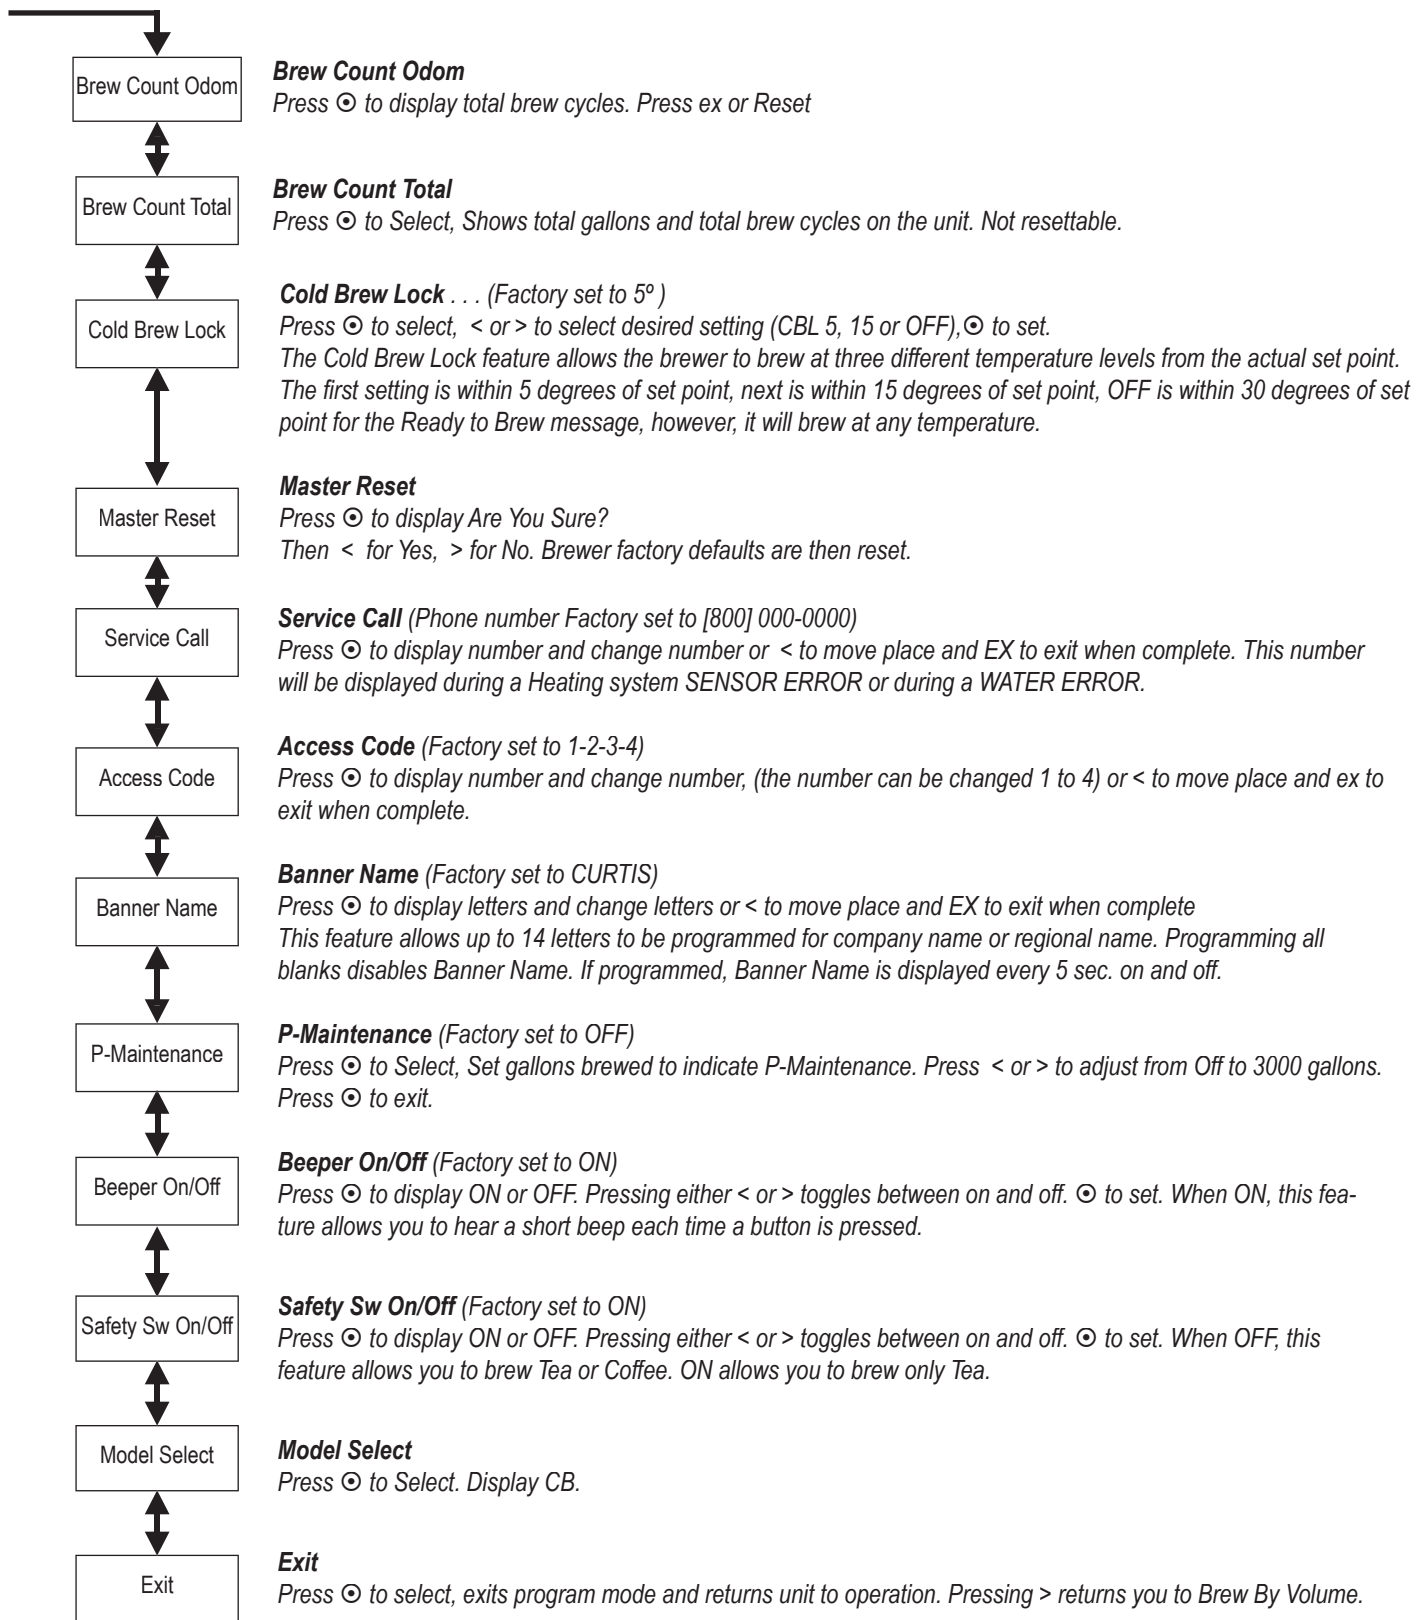 Brew Count Odom
Brew Count Odom
Press ⊙ to display total brew cycles. Press ex or Reset
Brew Count Total
Brew Count Total
Press ⊙ to Select, Shows total gallons and total brew cycles on the unit. Not resettable.
Cold Brew Lock
Cold Brew Lock . . . (Factory set to 5º )
Press ⊙ to select, < or > to select desired setting (CBL 5, 15 or OFF),⊙ to set.
The Cold Brew Lock feature allows the brewer to brew at three different temperature levels from the actual set point.
The first setting is within 5 degrees of set point, next is within 15 degrees of set point, OFF is within 30 degrees of set
point for the Ready to Brew message, however, it will brew at any temperature.
Master Reset
Master Reset
Press ⊙ to display Are You Sure?
Then < for Yes, > for No. Brewer factory defaults are then reset.
Service Call
Service Call (Phone number Factory set to [800] 000-0000)
Press ⊙ to display number and change number or < to move place and EX to exit when complete. This number
will be displayed during a Heating system SENSOR ERROR or during a WATER ERROR.
Access Code
Access Code (Factory set to 1-2-3-4)
Press ⊙ to display number and change number, (the number can be changed 1 to 4) or < to move place and ex to
exit when complete.
Banner Name
Banner Name (Factory set to CURTIS)
Press ⊙ to display letters and change letters or < to move place and EX to exit when complete
This feature allows up to 14 letters to be programmed for company name or regional name. Programming all
blanks disables Banner Name. If programmed, Banner Name is displayed every 5 sec. on and off.
P-Maintenance
P-Maintenance (Factory set to OFF)
Press ⊙ to Select, Set gallons brewed to indicate P-Maintenance. Press < or > to adjust from Off to 3000 gallons.
Press ⊙ to exit.
Beeper On/Off
Beeper On/Off (Factory set to ON)
Press ⊙ to display ON or OFF. Pressing either < or > toggles between on and off. ⊙ to set. When ON, this fea-
ture allows you to hear a short beep each time a button is pressed.
Safety Sw On/Off
Safety Sw On/Off (Factory set to ON)
Press ⊙ to display ON or OFF. Pressing either < or > toggles between on and off. ⊙ to set. When OFF, this
feature allows you to brew Tea or Coffee. ON allows you to brew only Tea.
Model Select
Model Select
Press ⊙ to Select. Display CB.
Exit
Exit
Press ⊙ to select, exits program mode and returns unit to operation. Pressing > returns you to Brew By Volume.